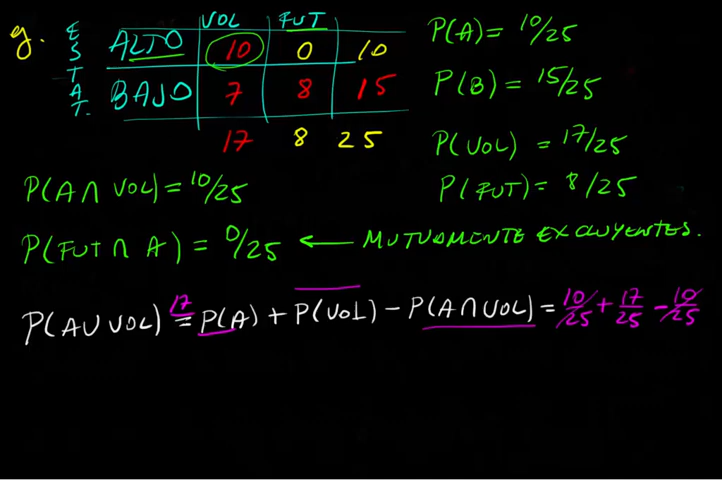 VOL FUT
ej. ESTAT. ALTO 10 0 10
BAJO 7 8 15
17 8 25
P(A) = 10/25
P(B) = 15/25
P(VOL) = 17/25
P(FUT) = 8/25
P(A ∩ VOL) = 10/25
P(FUT ∩ A) = 0/25 ← MUTUAMENTE EXCLUYENTES.
P(A ∪ VOL) 17 = P(A) + P(VOL) - P(A ∩ VOL) = 10/25 + 17/25 - 10/25